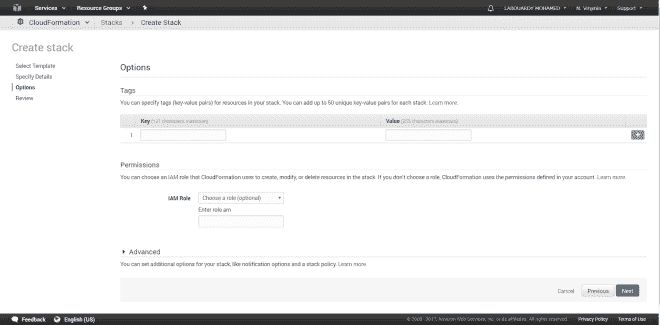 Services Resource Groups LABOUARDY MOHAMED N. Virginia Support
CloudFormation Stacks Create Stack
Create stack
Select Template
Specify Details
Options
Review
Options
Tags
You can specify tags (key-value pairs) for resources in your stack. You can add up to 50 unique key-value pairs for each stack. Learn more.
Key (127 characters maximum) Value (255 characters maximum)
1
Permissions
You can choose an IAM role that CloudFormation uses to create, modify, or delete resources in the stack. If you don't choose a role, CloudFormation uses the permissions defined in your account. Learn more.
IAM Role Choose a role (optional)
Enter role arn
Advanced
You can set additional options for your stack, like notification options and a stack policy. Learn more.
Cancel Previous Next
Feedback English (US) © 2008 - 2017, Amazon Web Services, Inc. or its affiliates. All rights reserved. Privacy Policy Terms of Use